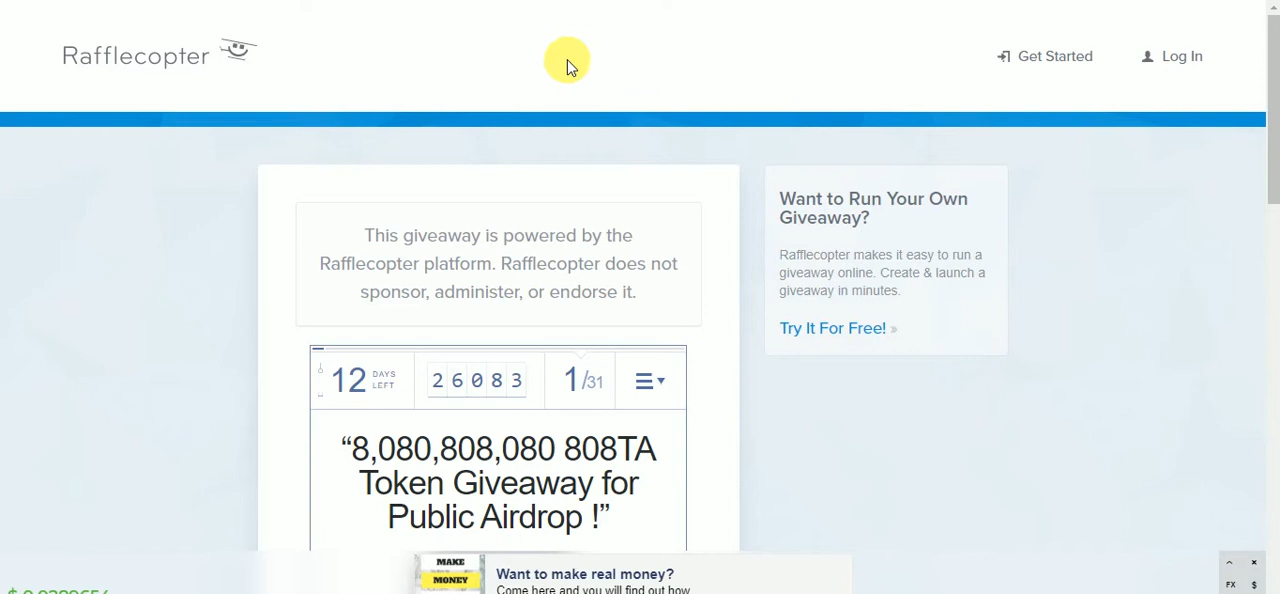 Rafflecopter
Get Started
Log In
This giveaway is powered by the
Rafflecopter platform. Rafflecopter does not
sponsor, administer, or endorse it.
Want to Run Your Own
Giveaway?
Rafflecopter makes it easy to run a
giveaway online. Create & launch a
giveaway in minutes.
Try It For Free! »
12 DAYS
LEFT
26083
1/31
“8,080,808,080 808TA
Token Giveaway for
Public Airdrop !”
MAKE
MONEY
Want to make real money?
Come here and you will find out how
FX $